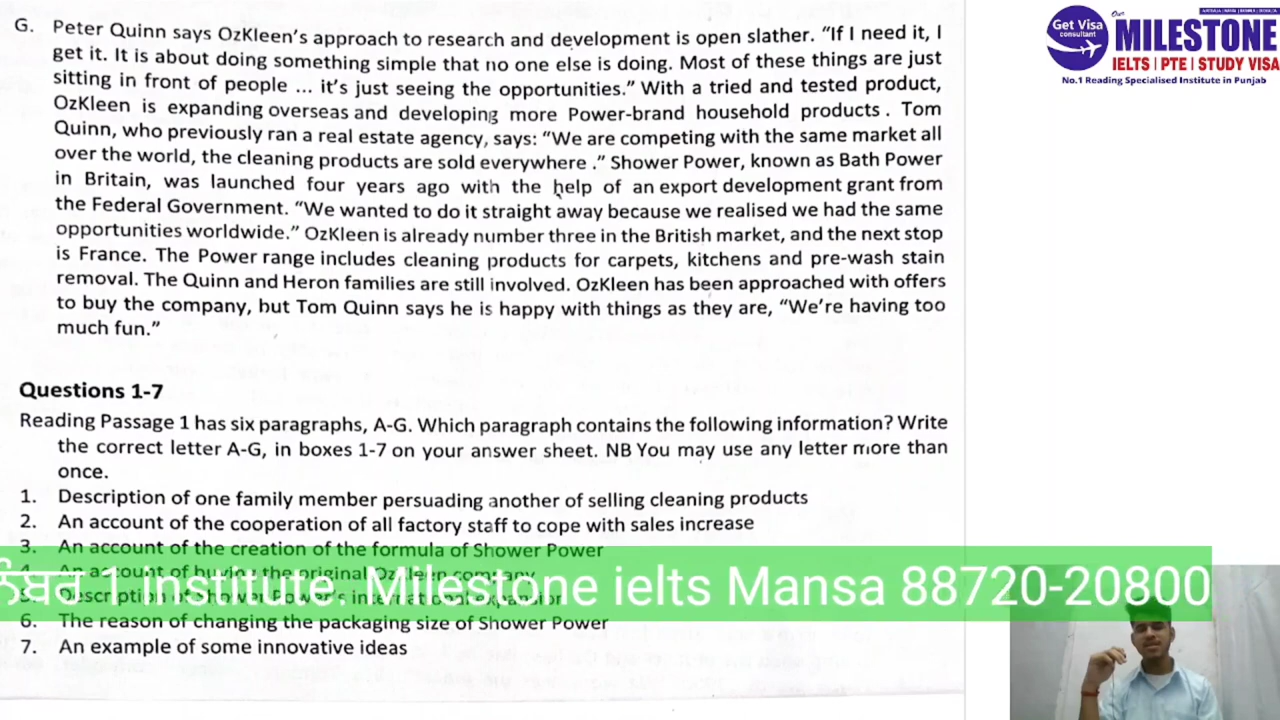 G. Peter Quinn says OzKleen's approach to research and development is open slather. "If I need it, I
get it. It is about doing something simple that no one else is doing. Most of these things are just
sitting in front of people ... it's just seeing the opportunities." With a tried and tested product,
OzKleen is expanding overseas and developing more Power-brand household products . Tom
Quinn, who previously ran a real estate agency, says: "We are competing with the same market all
over the world, the cleaning products are sold everywhere ." Shower Power, known as Bath Power
in Britain, was launched four years ago with the help of an export development grant from
the Federal Government. "We wanted to do it straight away because we realised we had the same
opportunities worldwide." OzKleen is already number three in the British market, and the next stop
is France. The Power range includes cleaning products for carpets, kitchens and pre-wash stain
removal. The Quinn and Heron families are still involved. OzKleen has been approached with offers
to buy the company, but Tom Quinn says he is happy with things as they are, "We're having too
much fun."
Questions 1-7
Reading Passage 1 has six paragraphs, A-G. Which paragraph contains the following information? Write
the correct letter A-G, in boxes 1-7 on your answer sheet. NB You may use any letter more than
once.
1. Description of one family member persuading another of selling cleaning products
2. An account of the cooperation of all factory staff to cope with sales increase
3. An account of the creation of the formula of Shower Power
4. An account of buying the original OzKleen company
5. Description of Shower Power's international expansion
6. The reason of changing the packaging size of Shower Power
7. An example of some innovative ideas
1 institute. Milestone ielts Mansa 88720-20800
Get Visa
consultant
Our
MILESTONE
IELTS | PTE | STUDY VISA
No.1 Reading Specialised Institute in Punjab